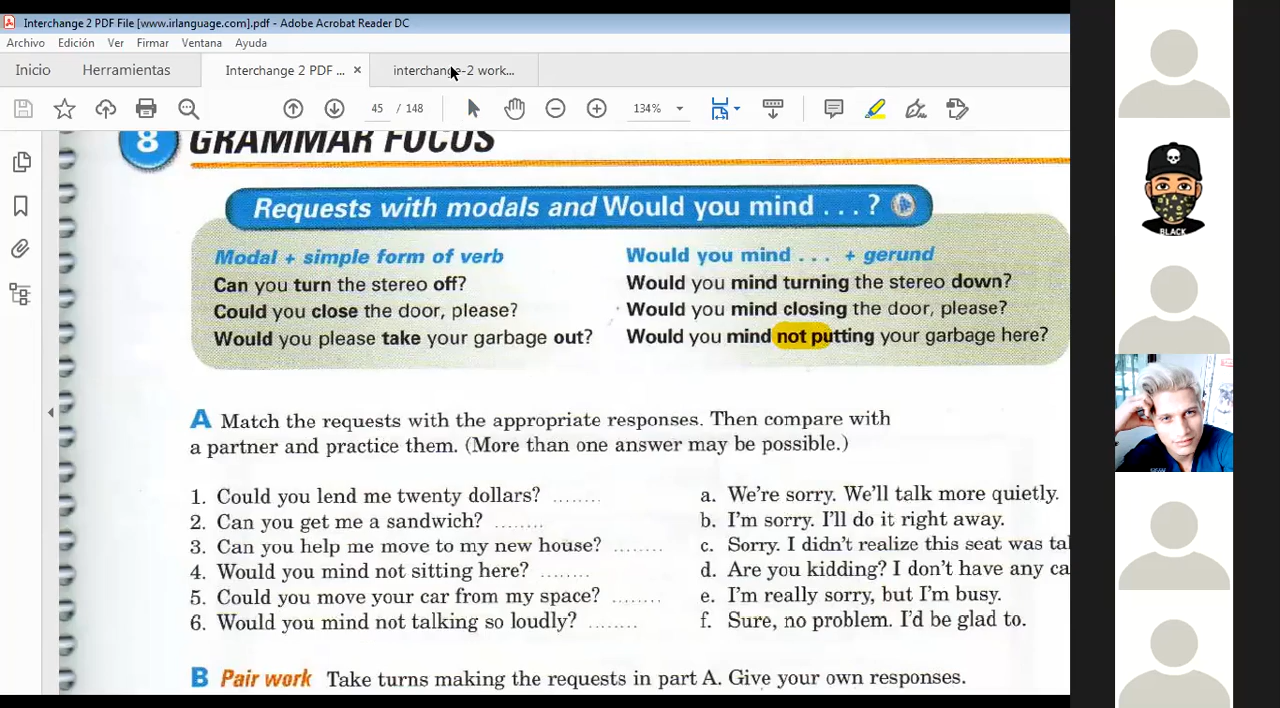 Interchange 2 PDF File [www.irlanguage.com].pdf - Adobe Acrobat Reader DC
Archivo Edición Ver Firmar Ventana Ayuda
Inicio Herramientas Interchange 2 PDF ... × interchange-2 work...
45 / 148 134%
8 GRAMMAR FOCUS
Requests with modals and Would you mind . . . ?
Modal + simple form of verb
Can you turn the stereo off?
Could you close the door, please?
Would you please take your garbage out?
Would you mind . . . + gerund
Would you mind turning the stereo down?
Would you mind closing the door, please?
Would you mind not putting your garbage here?
A Match the requests with the appropriate responses. Then compare with
a partner and practice them. (More than one answer may be possible.)
1. Could you lend me twenty dollars? ........
2. Can you get me a sandwich? ........
3. Can you help me move to my new house? ........
4. Would you mind not sitting here? ........
5. Could you move your car from my space? ........
6. Would you mind not talking so loudly? ........
a. We're sorry. We'll talk more quietly.
b. I'm sorry. I'll do it right away.
c. Sorry. I didn't realize this seat was ta
d. Are you kidding? I don't have any ca
e. I'm really sorry, but I'm busy.
f. Sure, no problem. I'd be glad to.
B Pair work Take turns making the requests in part A. Give your own responses.
BLACK